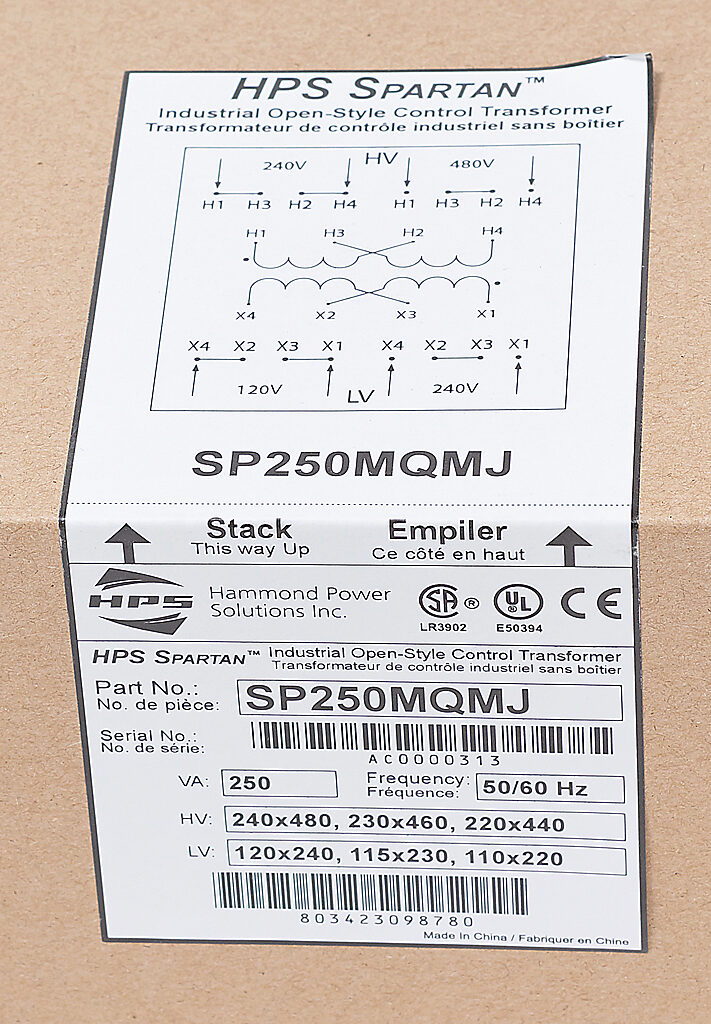 HPS SPARTAN™
Industrial Open-Style Control Transformer
Transformateur de contrôle industriel sans boîtier
240V HV 480V
H1 H3 H2 H4 H1 H3 H2 H4
H1 H3 H2 H4
X4 X2 X3 X1
X4 X2 X3 X1 X4 X2 X3 X1
120V LV 240V
SP250MQMJ
Stack Empiler
This way Up Ce côté en haut
HPS Hammond Power
Solutions Inc.
SA ® UL CE
LR3902 E50394
HPS SPARTAN™ Industrial Open-Style Control Transformer
Transformateur de contrôle industriel sans boîtier
Part No.: SP250MQMJ
No. de pièce:
Serial No.:
No. de série:
AC0000313
VA: 250 Frequency: 50/60 Hz
Fréquence:
HV: 240x480, 230x460, 220x440
LV: 120x240, 115x230, 110x220
803423098780
Made In China / Fabriquer en Chine